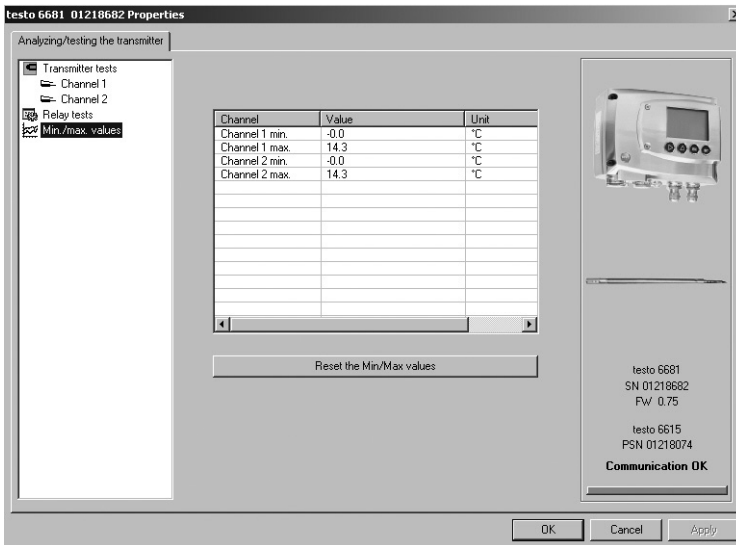 testo 6681 01218682 Properties
Analyzing/testing the transmitter
Transmitter tests
Channel 1
Channel 2
Relay tests
Min./max. values
Channel Value Unit
Channel 1 min. -0.0 °C
Channel 1 max. 14.3 °C
Channel 2 min. -0.0 °C
Channel 2 max. 14.3 °C
Reset the Min/Max values
testo 6681
SN 01218682
FW 0.75
testo 6615
PSN 01218074
Communication OK
OK Cancel Apply